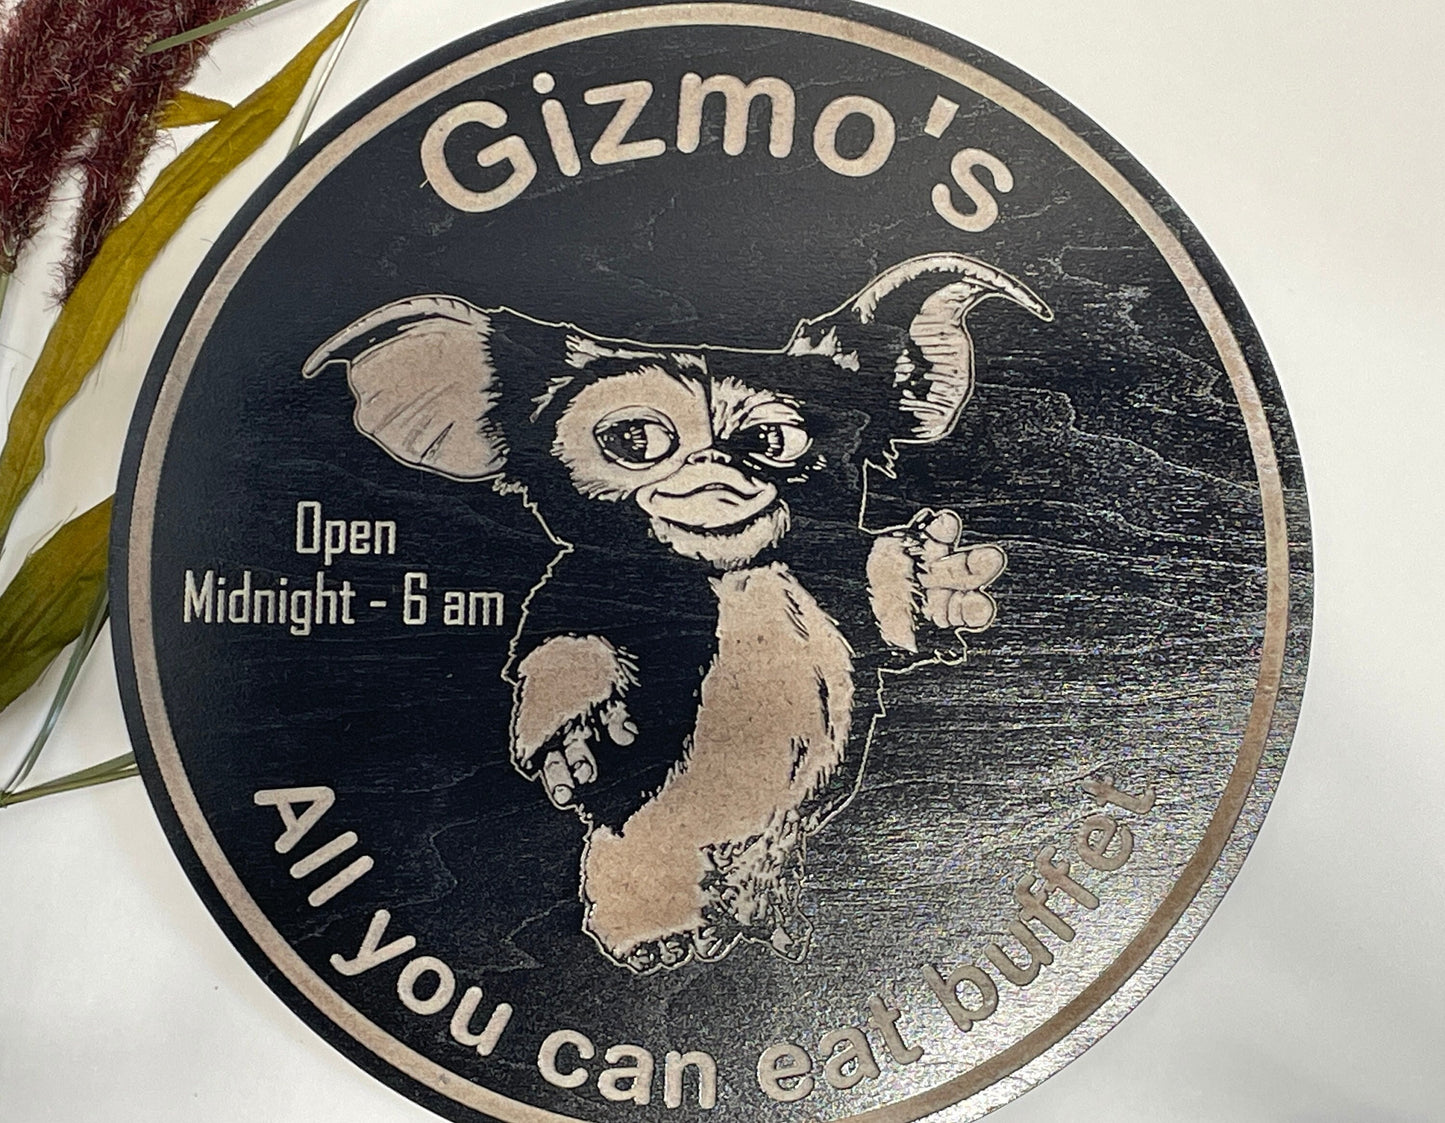 Gizmo's
Open
Midnight - 6 am
All you can eat buffet